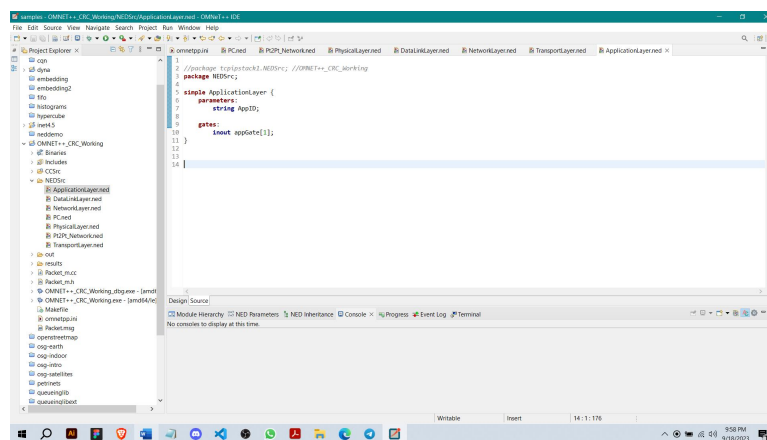 samples - OMNET++_CRC_Working/NEDSrc/ApplicationLayer.ned - OMNeT++ IDE
File Edit Source View Navigate Search Project Run Window Help
Project Explorer
omnetpp.ini
PC.ned
Pt2Pt_Network.ned
PhysicalLayer.ned
DataLinkLayer.ned
NetworkLayer.ned
TransportLayer.ned
ApplicationLayer.ned
cqn
dyna
embedding
embedding2
fifo
histograms
hypercube
inet4.5
neddemo
OMNET++_CRC_Working
Binaries
Includes
CCSrc
NEDSrc
ApplicationLayer.ned
DataLinkLayer.ned
NetworkLayer.ned
PC.ned
PhysicalLayer.ned
Pt2Pt_Network.ned
TransportLayer.ned
out
results
Packet_m.cc
Packet_m.h
OMNET++_CRC_Working_dbg.exe - [amd6
OMNET++_CRC_Working.exe - [amd64/le]
Makefile
omnetpp.ini
Packet.msg
openstreetmap
osg-earth
osg-indoor
osg-intro
osg-satellites
petrinets
queueinglib
queueinglibext
1
2 //package tcpipstack1.NEDSrc; //OMNET++_CRC_Working
3 package NEDSrc;
4
5 simple ApplicationLayer {
6 parameters:
7 string AppID;
8
9 gates:
10 inout appGate[1];
11 }
12
13
14
Design Source
Module Hierarchy NED Parameters NED Inheritance Console Progress Event Log Terminal
No consoles to display at this time.
Writable Insert 14 : 1 : 176
9:58 PM
9/18/2023